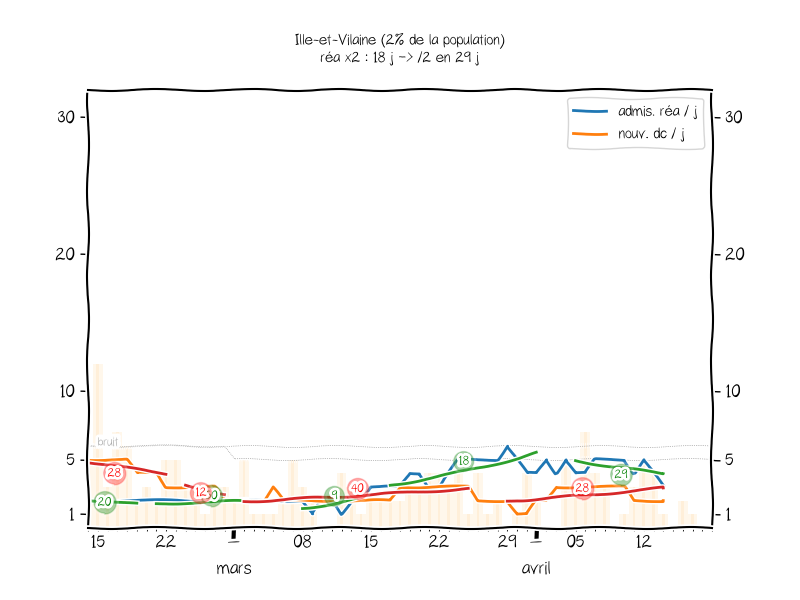 Ille-et-Vilaine (2% de la population)
réa x2 : 18 j -> /2 en 29 j
admis. réa / j
nouv. dc / j
30 30
20 20
10 10
bruit
5 5
18
29
28
40
28
12
9
20
1 1
15 22 08 15 22 29 05 12
mars avril